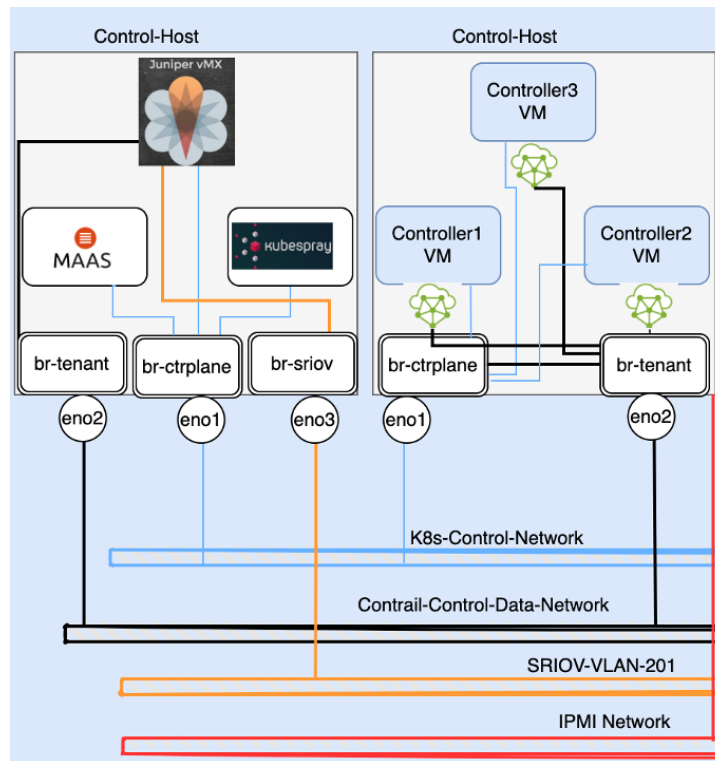 Control-Host
Control-Host
Juniper vMX
Controller3
VM
MAAS
KUBESPRAY
Controller1
VM
Controller2
VM
br-tenant
br-ctrplane
br-sriov
br-ctrplane
br-tenant
eno2
eno1
eno3
eno1
eno2
K8s-Control-Network
Contrail-Control-Data-Network
SRIOV-VLAN-201
IPMI Network